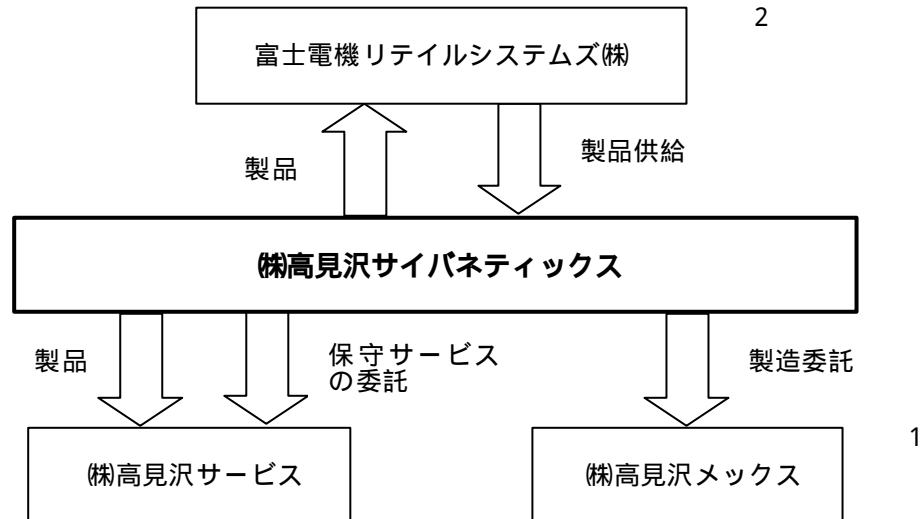 2
富士電機リテイルシステムズ㈱
製品
製品供給
㈱高見沢サイバネティックス
製品
保守サービス
の委託
製造委託
1
㈱高見沢サービス
㈱高見沢メックス